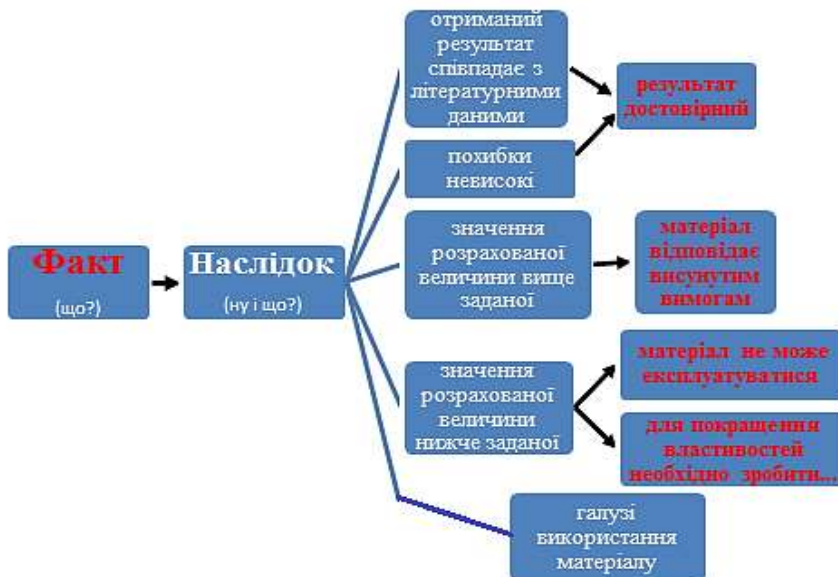 Факт
(що?)
Наслідок
(ну і що?)
отриманий
результат
співпадає з
літературними
даними
похибки
невисокі
результат
достовірний
значення
розрахованої
величини вище
заданої
матеріал
відповідає
висунутим
вимогам
значення
розрахованої
величини
нижче заданої
матеріал не може
експлуатуватися
для покращення
властивостей
необхідно зробити...
галузі
використання
матеріалу